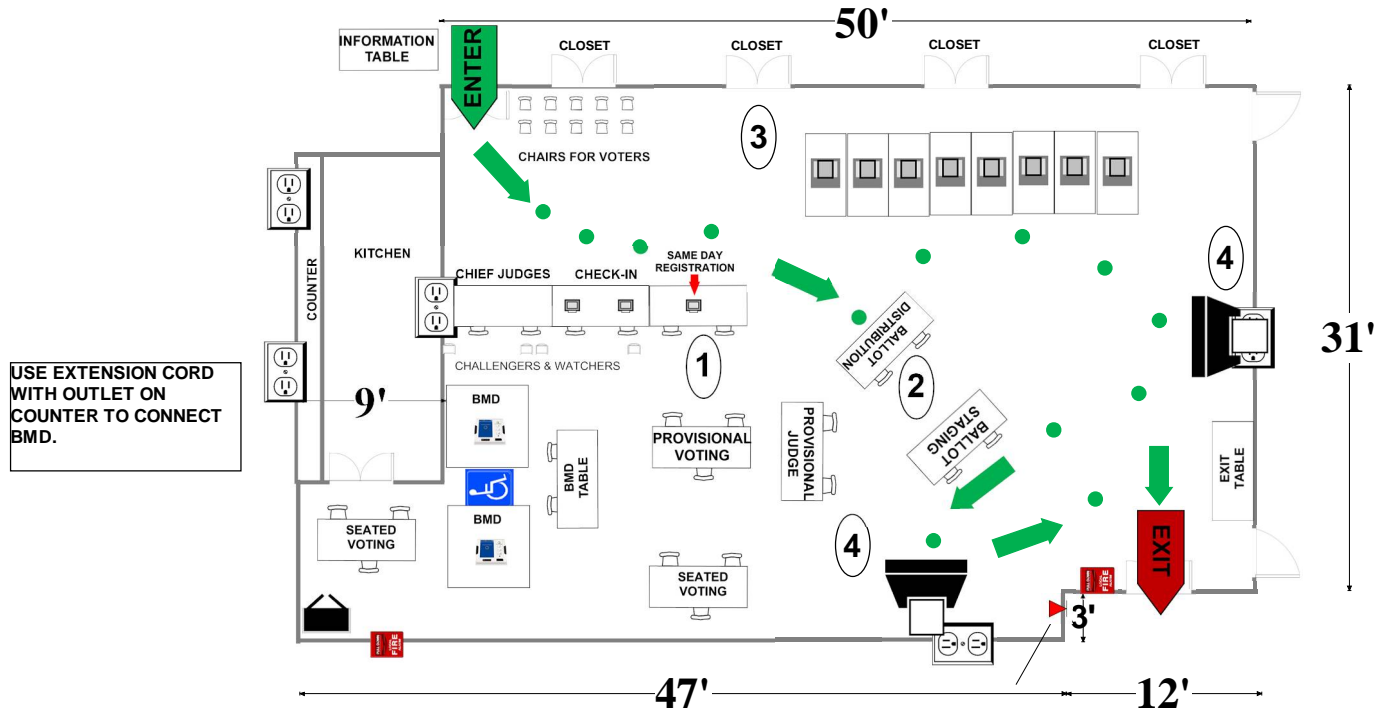 50'
INFORMATION
TABLE
ENTER
CLOSET
CLOSET
CLOSET
CLOSET
CHAIRS FOR VOTERS
3
KITCHEN
COUNTER
CHIEF JUDGES
CHECK-IN
SAME DAY
REGISTRATION
4
BALLOT
DISTRIBUTION
31'
USE EXTENSION CORD
WITH OUTLET ON
COUNTER TO CONNECT
BMD.
CHALLENGERS & WATCHERS
1
2
9'
BMD
BMD
TABLE
PROVISIONAL
VOTING
PROVISIONAL
JUDGE
BALLOT
STAGING
EXIT
TABLE
SEATED
VOTING
BMD
4
EXIT
SEATED
VOTING
FIRE
FIRE
3'
47'
12'